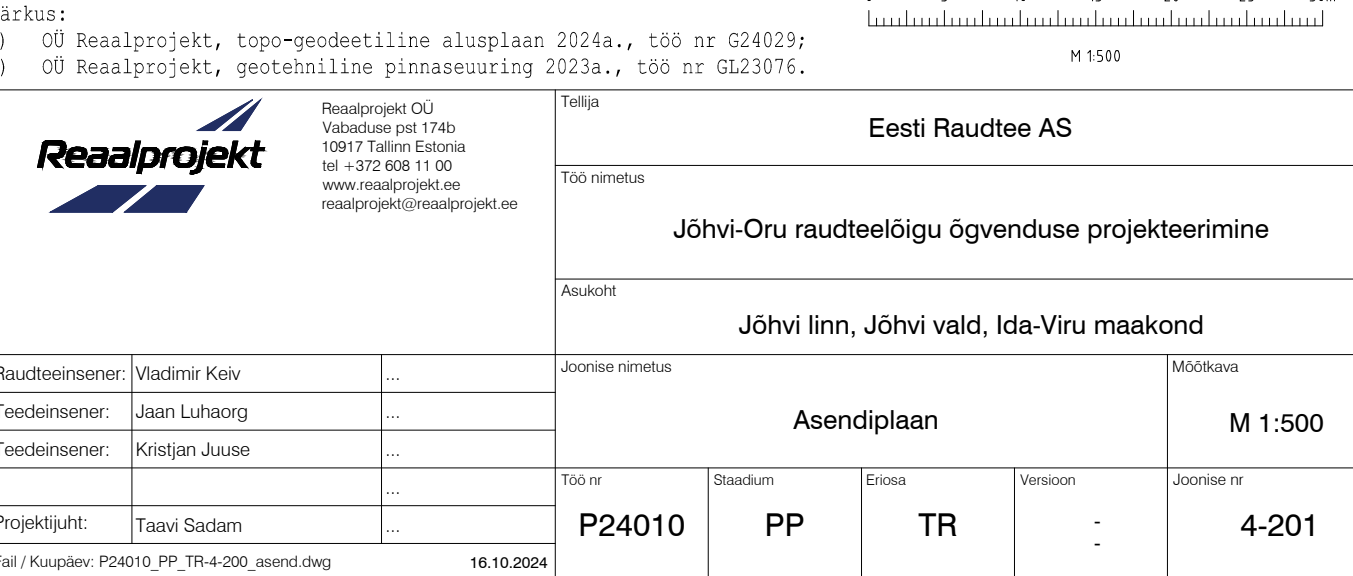 ärkus:
) OÜ Reaalprojekt, topo-geodeetiline alusplaan 2024a., töö nr G24029;
) OÜ Reaalprojekt, geotehniline pinnaseuuring 2023a., töö nr GL23076.
M 1:500
Reaalprojekt
Reaalprojekt OÜ
Vabaduse pst 174b
10917 Tallinn Estonia
tel +372 608 11 00
www.reaalprojekt.ee
reaalprojekt@reaalprojekt.ee
Tellija
Eesti Raudtee AS
Töö nimetus
Jõhvi-Oru raudteelõigu õgvenduse projekteerimine
Asukoht
Jõhvi linn, Jõhvi vald, Ida-Viru maakond
Raudteeinsener: Vladimir Keiv ...
Teedeinsener: Jaan Luhaorg ...
Teedeinsener: Kristjan Juuse ...
...
Projektijuht: Taavi Sadam ...
Fail / Kuupäev: P24010_PP_TR-4-200_asend.dwg 16.10.2024
Joonise nimetus
Asendiplaan
Mõõtkava
M 1:500
Töö nr
P24010
Staadium
PP
Eriosa
TR
Versioon
-
-
Joonise nr
4-201